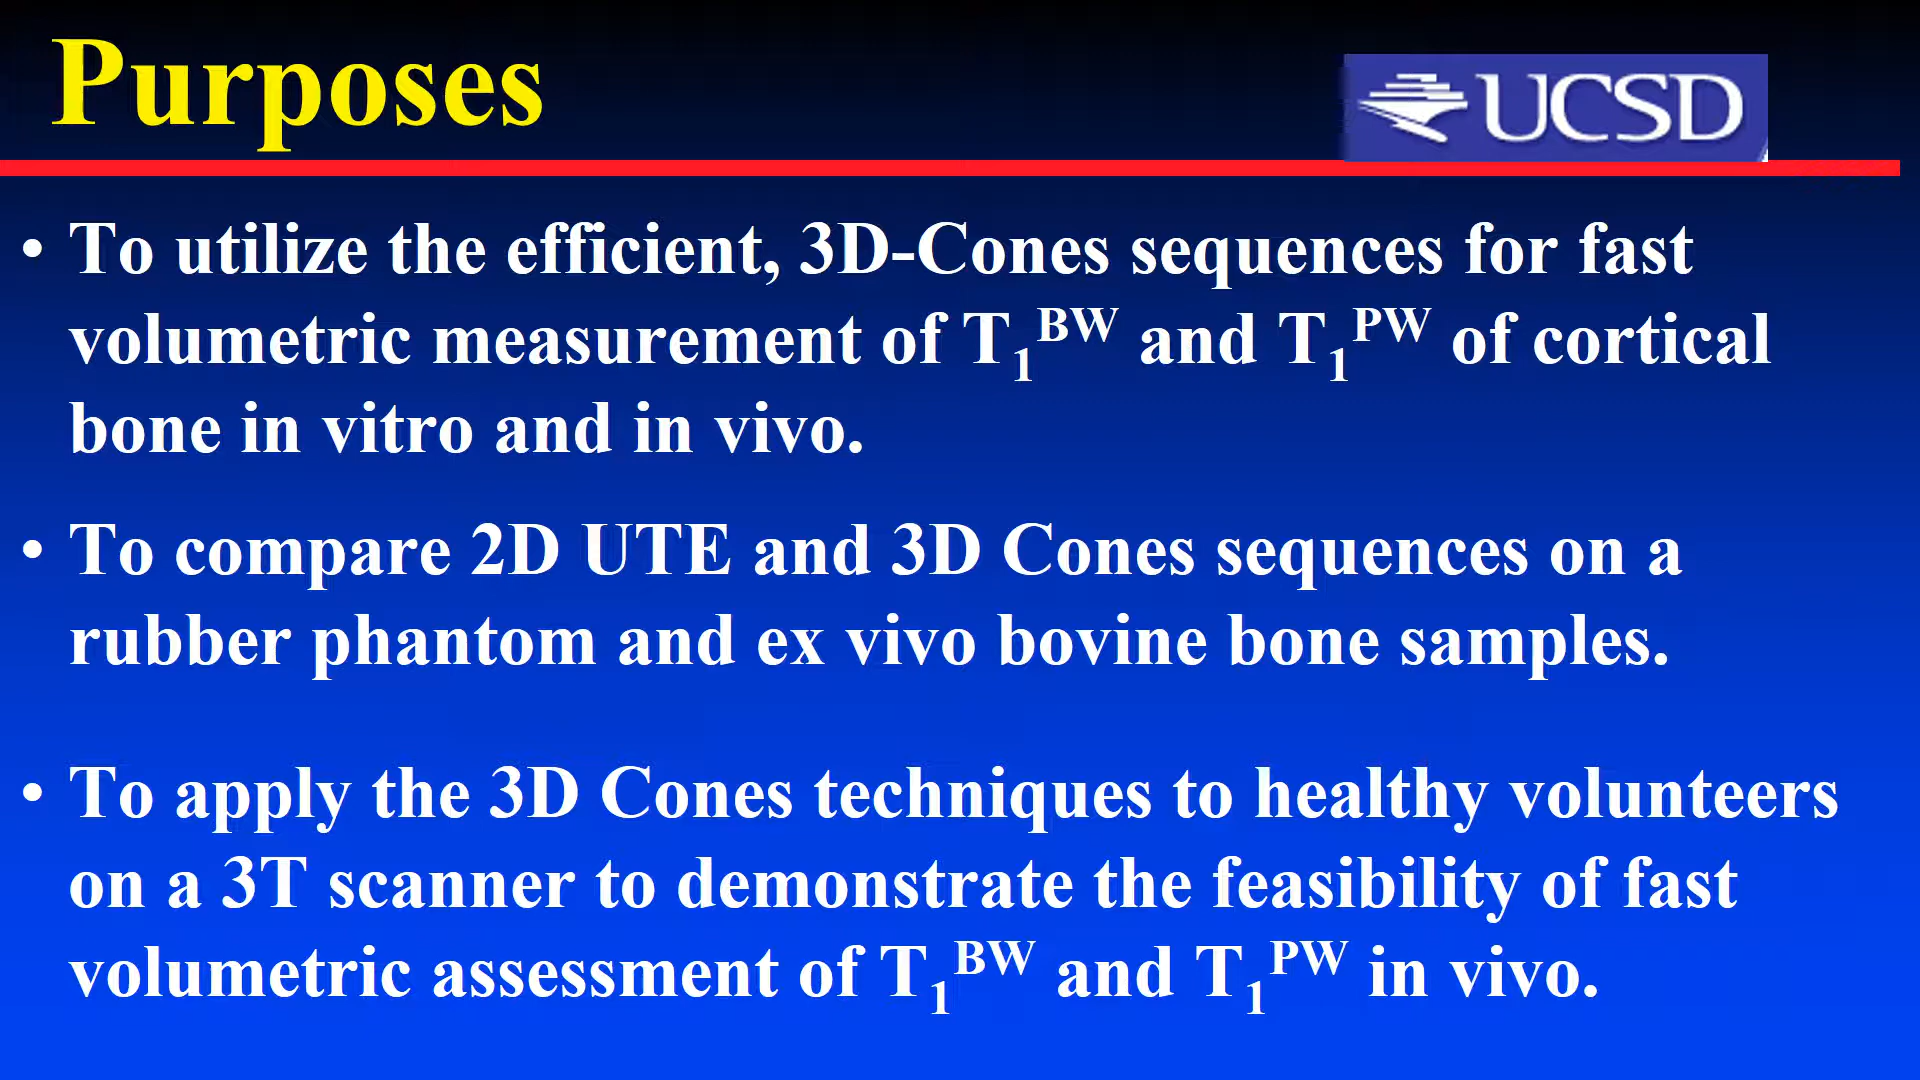 Purposes
UCSD
• To utilize the efficient, 3D-Cones sequences for fast
volumetric measurement of T₁ᴮᵂ and T₁ᴾᵂ of cortical
bone in vitro and in vivo.
• To compare 2D UTE and 3D Cones sequences on a
rubber phantom and ex vivo bovine bone samples.
• To apply the 3D Cones techniques to healthy volunteers
on a 3T scanner to demonstrate the feasibility of fast
volumetric assessment of T₁ᴮᵂ and T₁ᴾᵂ in vivo.